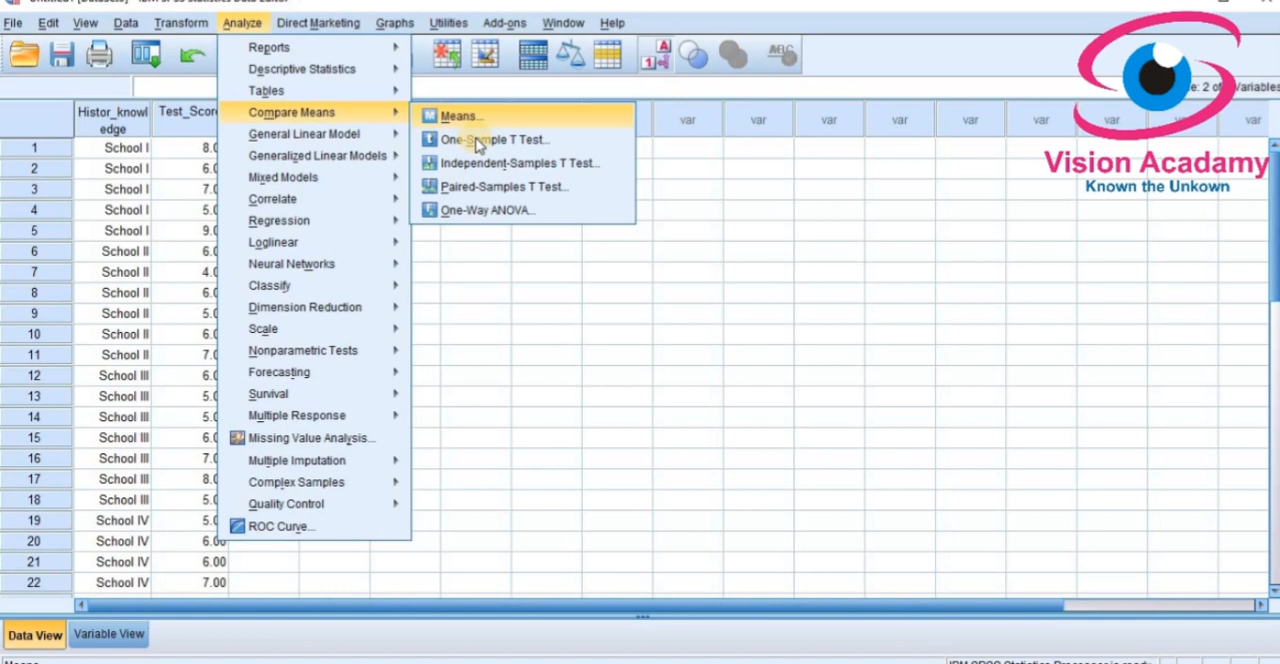 File Edit View Data Transform Analyze Direct Marketing Graphs Utilities Add-ons Window Help
Reports
Descriptive Statistics
Tables
Compare Means
General Linear Model
Generalized Linear Models
Mixed Models
Correlate
Regression
Loglinear
Neural Networks
Classify
Dimension Reduction
Scale
Nonparametric Tests
Forecasting
Survival
Multiple Response
Missing Value Analysis...
Multiple Imputation
Complex Samples
Quality Control
ROC Curve...
Means...
One-Sample T Test...
Independent-Samples T Test...
Paired-Samples T Test...
One-Way ANOVA...
Vision Acadamy
Known the Unkown
Variables
Histor_knowl
edge
Test_Scor
var var var var var var var var var
1 School I 8.0
2 School I 6.0
3 School I 7.0
4 School I 5.0
5 School I 9.0
6 School II 6.0
7 School II 4.0
8 School II 6.0
9 School II 5.0
10 School II 6.0
11 School II 7.0
12 School III 6.0
13 School III 5.0
14 School III 5.0
15 School III 6.0
16 School III 7.0
17 School III 8.0
18 School III 5.0
19 School IV 5.0
20 School IV 6.00
21 School IV 6.00
22 School IV 7.00
Data View Variable View